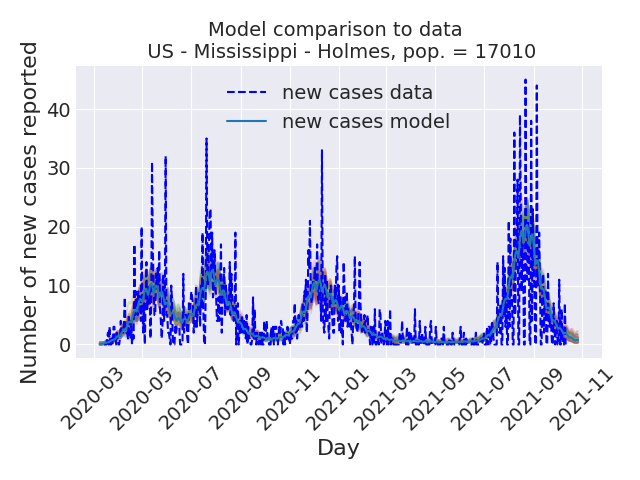 Model comparison to data
US - Mississippi - Holmes, pop. = 17010
new cases data
new cases model
Number of new cases reported
40
30
20
10
0
2020-03
2020-05
2020-07
2020-09
2020-11
2021-01
2021-03
2021-05
2021-07
2021-09
2021-11
Day